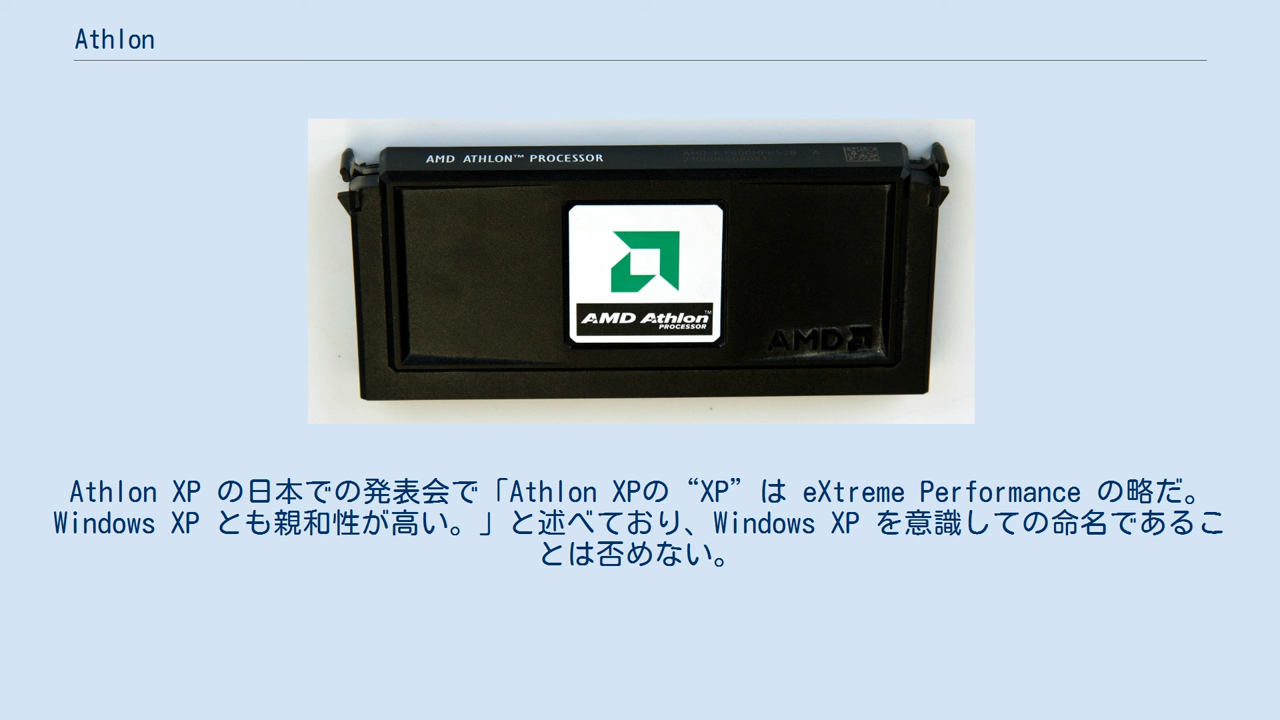 Athlon
AMD ATHLON™ PROCESSOR
AMD Athlon™
PROCESSOR
AMD
Athlon XP の日本での発表会で「Athlon XPの“XP”は eXtreme Performance の略だ。
Windows XP とも親和性が高い。」と述べており、Windows XP を意識しての命名であるこ
とは否めない。